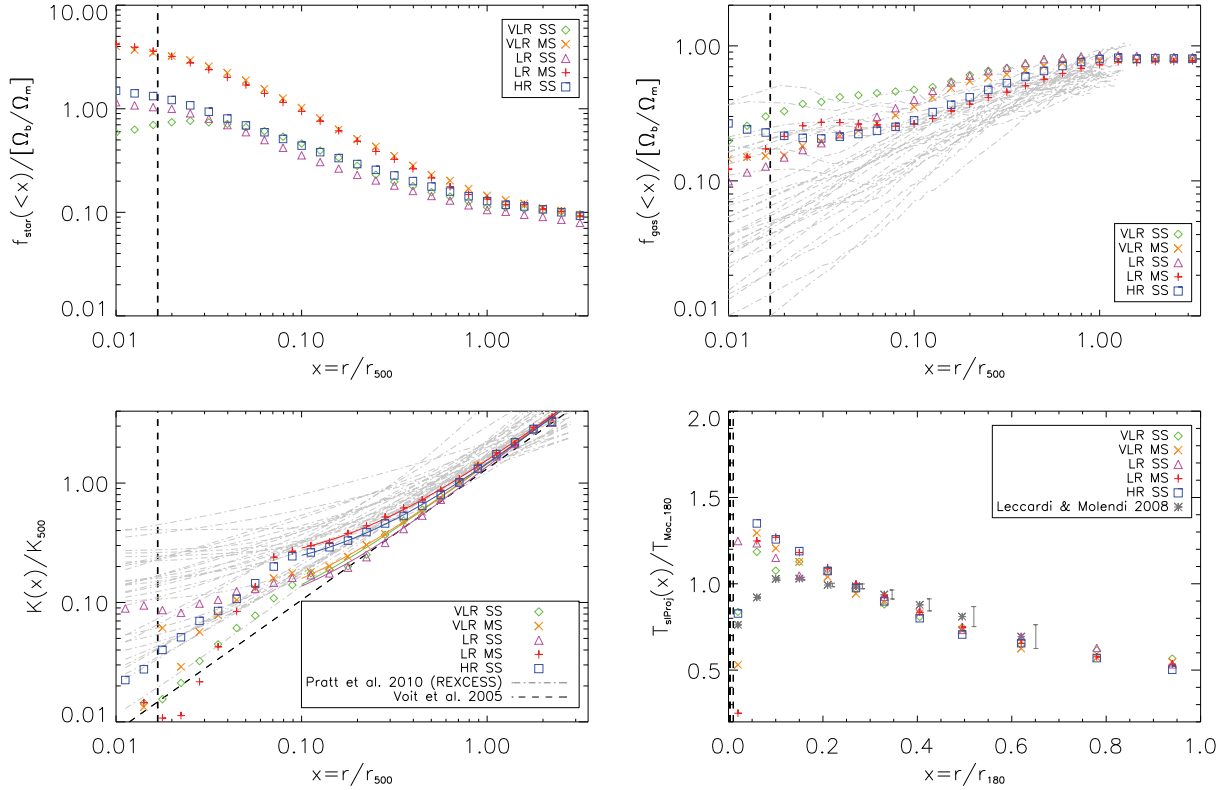 f_star(<x)/[Ω_b/Ω_m]
10.00
1.00
0.10
0.01
VLR SS
VLR MS
LR SS
LR MS
HR SS
0.01 0.10 1.00
x=r/r_500
f_gas(<x)/[Ω_b/Ω_m]
1.00
0.10
0.01
VLR SS
VLR MS
LR SS
LR MS
HR SS
0.01 0.10 1.00
x=r/r_500
K(x)/K_500
1.00
0.10
0.01
VLR SS
VLR MS
LR SS
LR MS
HR SS
Pratt et al. 2010 (REXCESS)
Voit et al. 2005
0.01 0.10 1.00
x=r/r_500
T_slProj(x)/T_Moc_180
2.0
1.5
1.0
0.5
VLR SS
VLR MS
LR SS
LR MS
HR SS
Leccardi & Molendi 2008
0.0 0.2 0.4 0.6 0.8 1.0
x=r/r_180